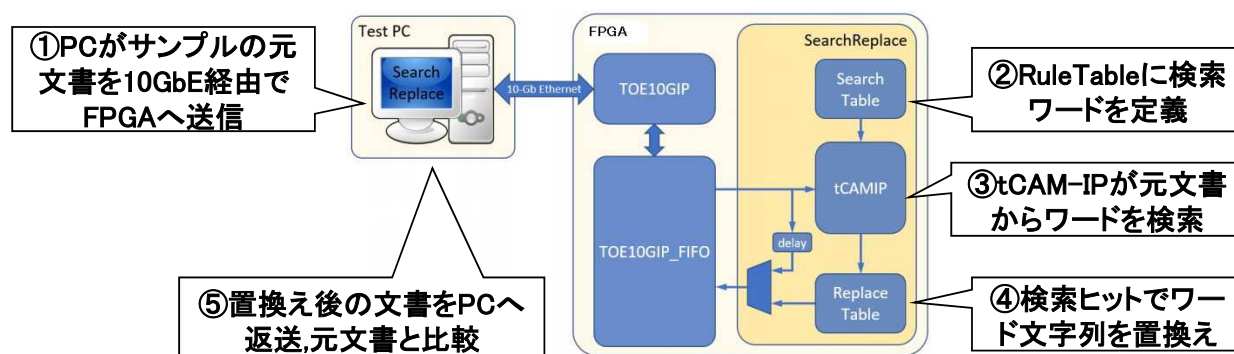 ①PCがサンプルの元
文書を10GbE経由で
FPGAへ送信
Test PC
Search
Replace
10-Gb Ethernet
FPGA
TOE10GIP
TOE10GIP_FIFO
SearchReplace
Search
Table
tCAMIP
delay
Replace
Table
②RuleTableに検索
ワードを定義
③tCAM-IPが元文書
からワードを検索
④検索ヒットでワー
ド文字列を置換え
⑤置換え後の文書をPCへ
返送,元文書と比較